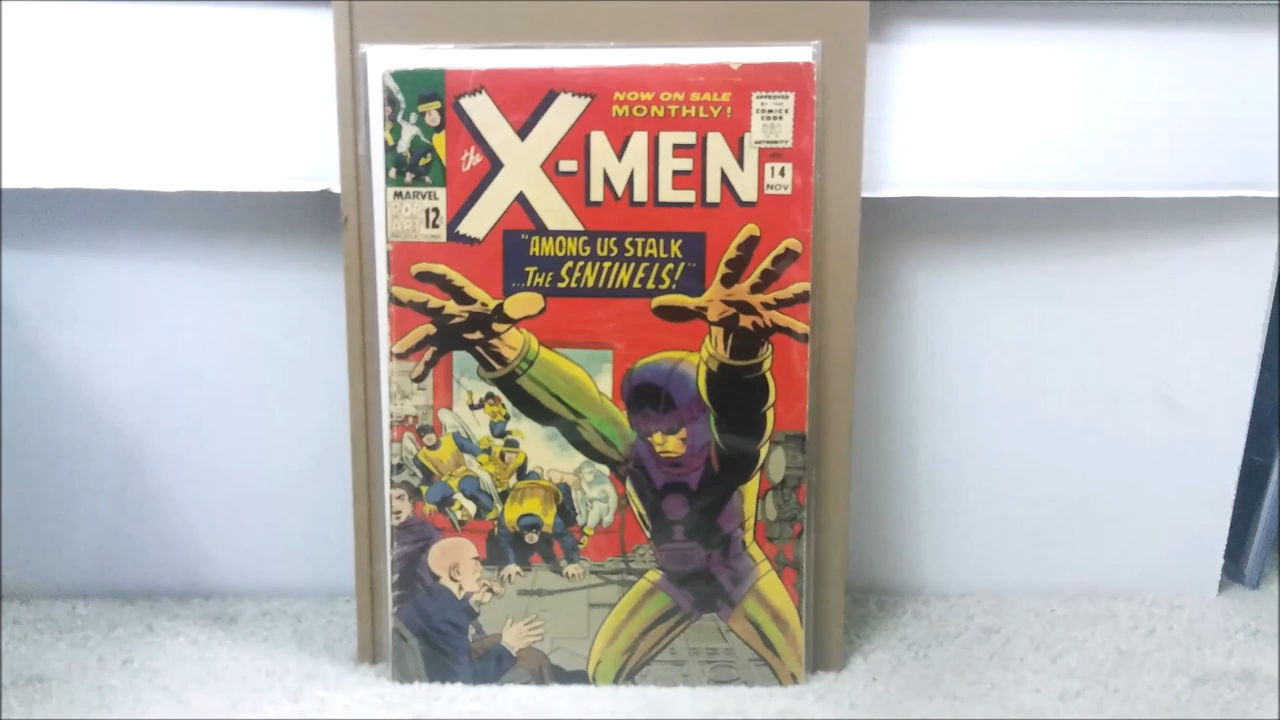 NOW ON SALE
MONTHLY!
the X-MEN
APPROVED
BY THE
COMICS
CODE
AUTHORITY
14
NOV
MARVEL
POP
ART
12¢
"AMONG US STALK
...THE SENTINELS!"